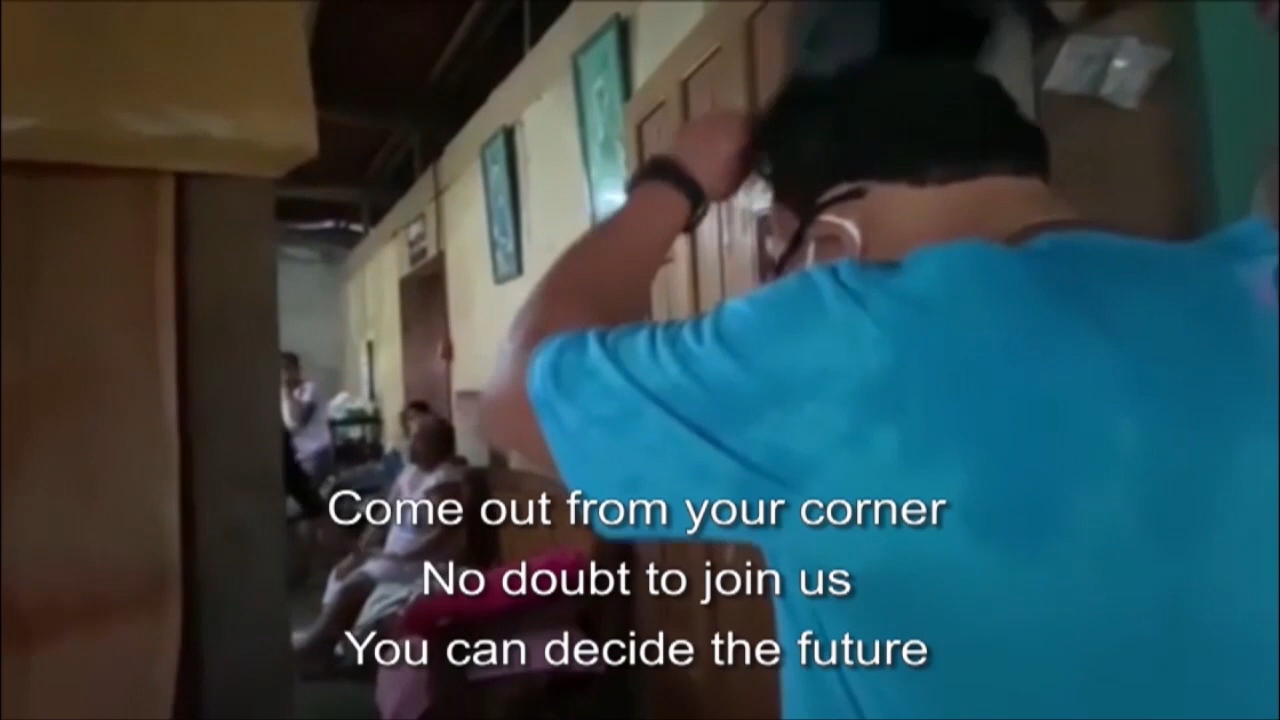 Come out from your corner
No doubt to join us
You can decide the future